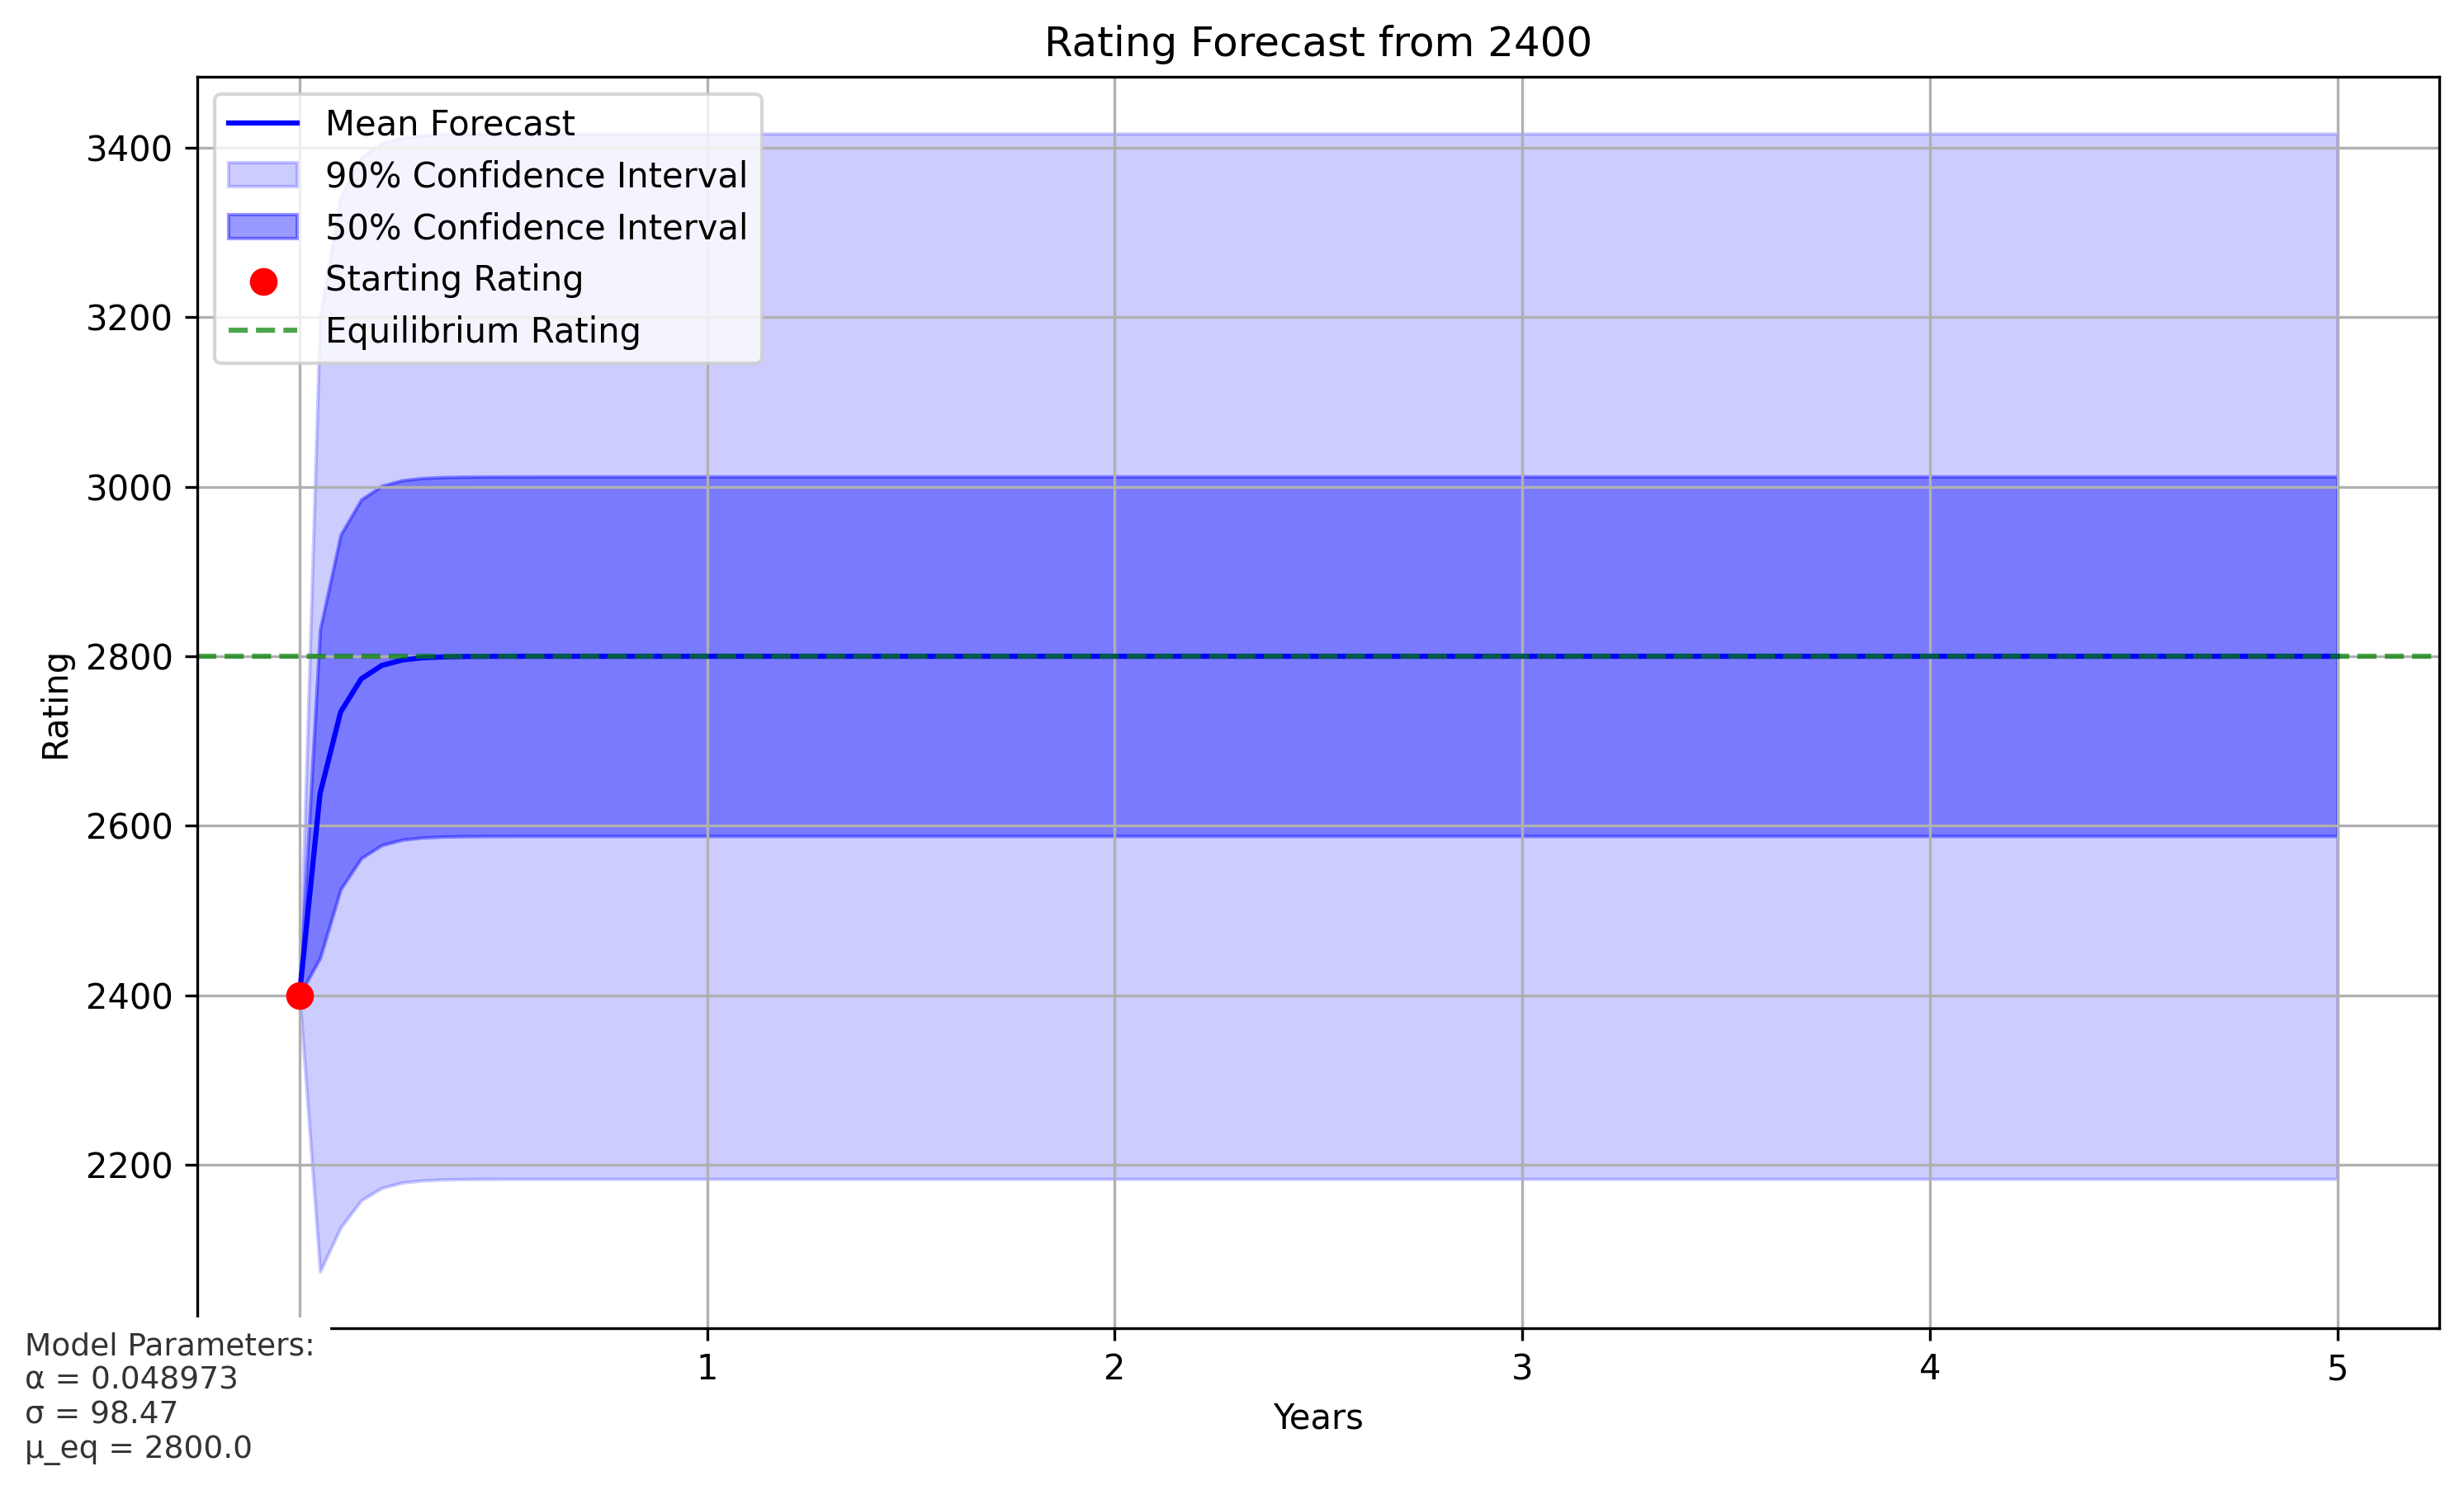 Rating Forecast from 2400
Mean Forecast
90% Confidence Interval
50% Confidence Interval
Starting Rating
Equilibrium Rating
3400
3200
3000
2800
2600
2400
2200
Rating
1
2
3
4
5
Years
Model Parameters:
α = 0.048973
σ = 98.47
μ_eq = 2800.0